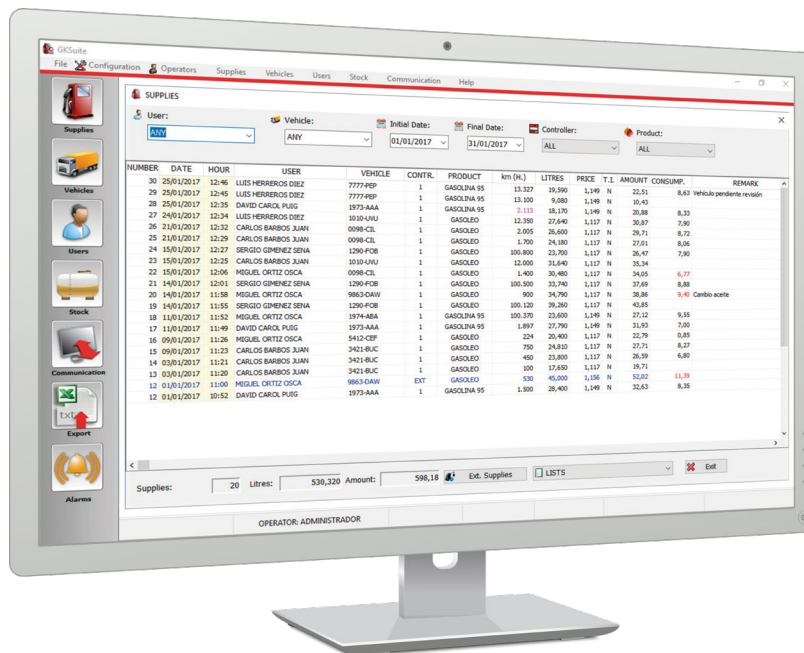 GKSuite
File Configuration Operators Supplies Vehicles Users Stock Communication Help
Supplies
Vehicles
Users
Stock
Communication
txt
Export
Alarms
SUPPLIES
User: Vehicle: Initial Date: Final Date: Controller: Product:
ANY ANY 01/01/2017 31/01/2017 ALL ALL
NUMBER DATE HOUR USER VEHICLE CONTR. PRODUCT km (H.) LITRES PRICE T.I. AMOUNT CONSUMP. REMARK
30 25/01/2017 12:46 LUIS HERREROS DIEZ 7777-PEP 1 GASOLINA 95 13.327 19,590 1,149 N 22,51 8,63 Vehículo pendiente revisión
29 25/01/2017 12:45 LUIS HERREROS DIEZ 7777-PEP 1 GASOLINA 95 13.100 9,080 1,149 N 10,43
28 25/01/2017 12:35 DAVID CAROL PUIG 1973-AAA 1 GASOLINA 95 2.115 18,170 1,149 N 20,88 8,33
27 24/01/2017 12:34 LUIS HERREROS DIEZ 1010-UVU 1 GASOLEO 12.350 27,640 1,117 N 30,87 7,90
26 21/01/2017 12:32 CARLOS BARBOS JUAN 0098-CIL 1 GASOLEO 2.005 26,600 1,117 N 29,71 8,72
25 21/01/2017 12:29 CARLOS BARBOS JUAN 0098-CIL 1 GASOLEO 1.700 24,180 1,117 N 27,01 8,06
24 15/01/2017 12:27 SERGIO GIMENEZ SENA 1290-FOB 1 GASOLEO 100.800 23,700 1,117 N 26,47 7,90
23 15/01/2017 12:25 CARLOS BARBOS JUAN 1010-UVU 1 GASOLEO 12.000 31,640 1,117 N 35,34
22 15/01/2017 12:06 MIGUEL ORTIZ OSCA 0098-CIL 1 GASOLEO 1.400 30,480 1,117 N 34,05 6,77
21 14/01/2017 12:01 SERGIO GIMENEZ SENA 1290-FOB 1 GASOLEO 100.500 33,740 1,117 N 37,69 8,88
20 14/01/2017 11:58 MIGUEL ORTIZ OSCA 9863-DAW 1 GASOLEO 900 34,790 1,117 N 38,86 9,40 Cambio aceite
19 14/01/2017 11:55 SERGIO GIMENEZ SENA 1290-FOB 1 GASOLEO 100.120 39,260 1,117 N 43,85
18 11/01/2017 11:52 MIGUEL ORTIZ OSCA 1974-ABA 1 GASOLINA 95 100.370 23,600 1,149 N 27,12 9,55
17 11/01/2017 11:49 DAVID CAROL PUIG 1973-AAA 1 GASOLINA 95 1.897 27,790 1,149 N 31,93 7,00
16 09/01/2017 11:26 MIGUEL ORTIZ OSCA 5412-CEF 1 GASOLEO 224 20,400 1,117 N 22,79 0,85
15 09/01/2017 11:23 CARLOS BARBOS JUAN 3421-BUC 1 GASOLEO 750 24,810 1,117 N 27,71 8,27
14 03/01/2017 11:21 CARLOS BARBOS JUAN 3421-BUC 1 GASOLEO 450 23,800 1,117 N 26,59 6,80
13 03/01/2017 11:20 CARLOS BARBOS JUAN 3421-BUC 1 GASOLEO 100 17,650 1,117 N 19,71
12 01/01/2017 11:00 MIGUEL ORTIZ OSCA 9863-DAW EXT GASOLEO 530 45,000 1,156 N 52,02 11,39
12 01/01/2017 10:52 DAVID CAROL PUIG 1973-AAA 1 GASOLINA 95 1.500 28,400 1,149 N 32,63 8,35
Supplies: 20 Litres: 530,320 Amount: 598,18 Ext. Supplies LISTS Exit
OPERATOR: ADMINISTRADOR